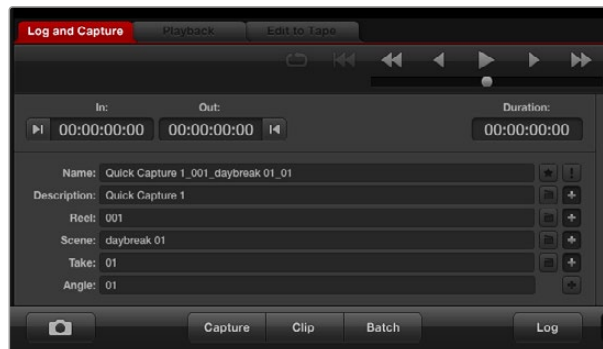 Log and Capture Playback Edit to Tape
In: Out: Duration:
00:00:00:00 00:00:00:00 00:00:00:00
Name: Quick Capture 1_001_daybreak 01_01
Description: Quick Capture 1
Reel: 001
Scene: daybreak 01
Take: 01
Angle: 01
Capture Clip Batch Log